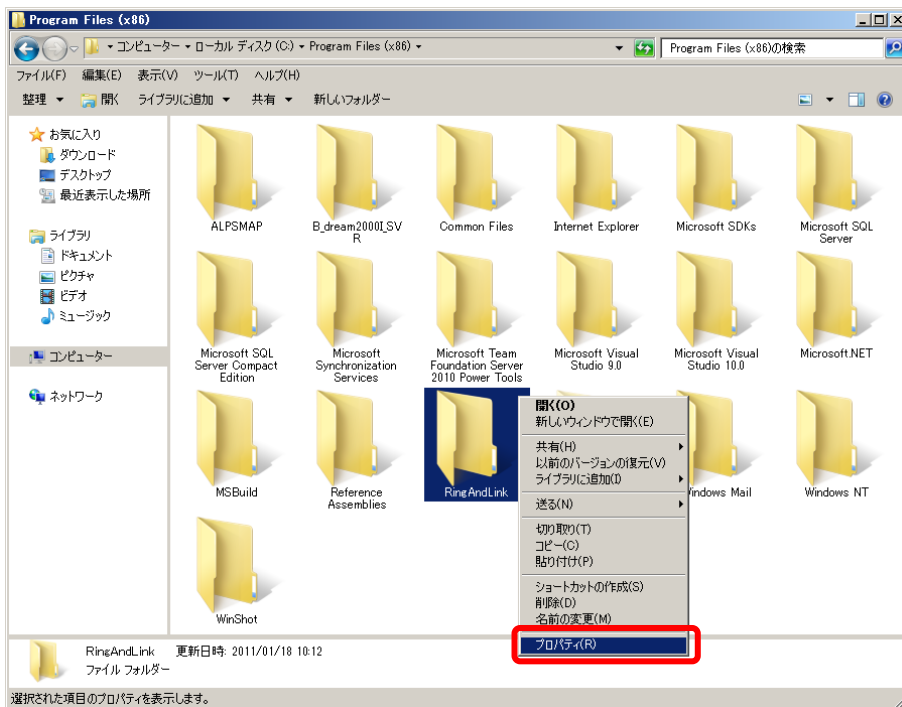 Program Files (x86)
コンピューター ローカル ディスク (C:) Program Files (x86)
Program Files (x86)の検索
ファイル(F) 編集(E) 表示(V) ツール(T) ヘルプ(H)
整理 開く ライブラリに追加 共有 新しいフォルダー
お気に入り
ダウンロード
デスクトップ
最近表示した場所
ライブラリ
ドキュメント
ピクチャ
ビデオ
ミュージック
コンピューター
ネットワーク
ALPSMAP
B_dream2000I_SV
R
Common Files
Internet Explorer
Microsoft SDKs
Microsoft SQL
Server
Microsoft SQL
Server Compact
Edition
Microsoft
Synchronization
Services
Microsoft Team
Foundation Server
2010 Power Tools
Microsoft Visual
Studio 9.0
Microsoft Visual
Studio 10.0
Microsoft.NET
MSBuild
Reference
Assemblies
RingAndLink
Windows Mail
Windows NT
WinShot
開く(O)
新しいウィンドウで開く(E)
共有(H)
以前のバージョンの復元(V)
ライブラリに追加(I)
送る(N)
切り取り(T)
コピー(C)
貼り付け(P)
ショートカットの作成(S)
削除(D)
名前の変更(M)
プロパティ(R)
RingAndLink 更新日時: 2011/01/18 10:12
ファイル フォルダー
選択された項目のプロパティを表示します。